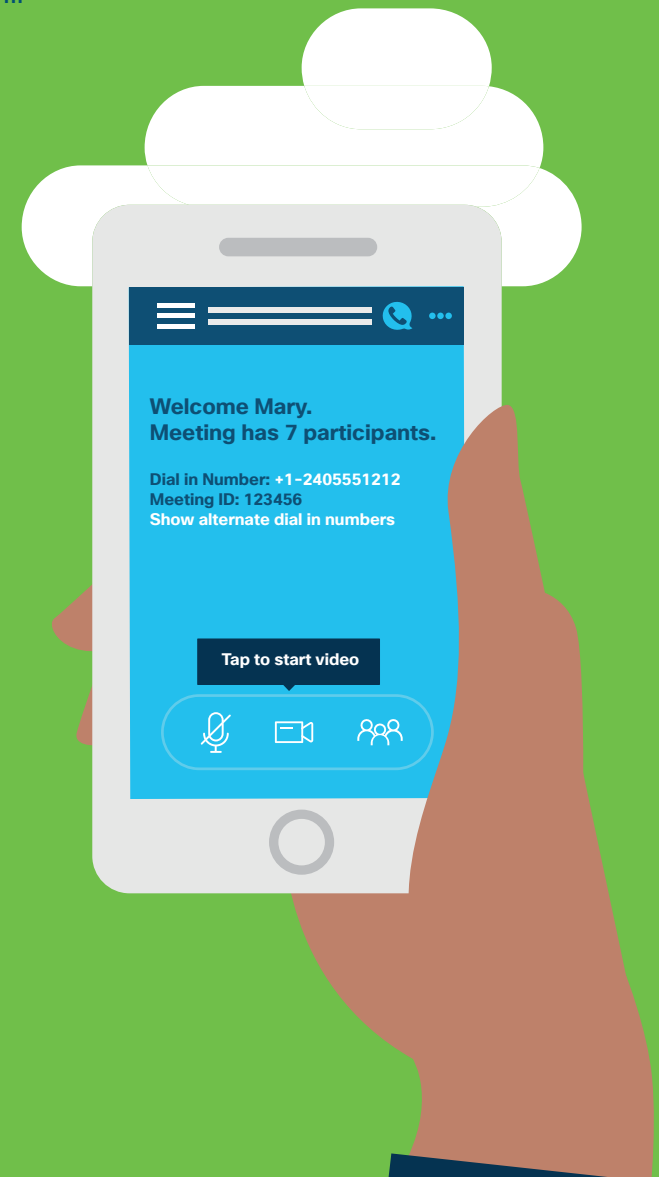 Welcome Mary.
Meeting has 7 participants.
Dial in Number: +1-2405551212
Meeting ID: 123456
Show alternate dial in numbers
Tap to start video